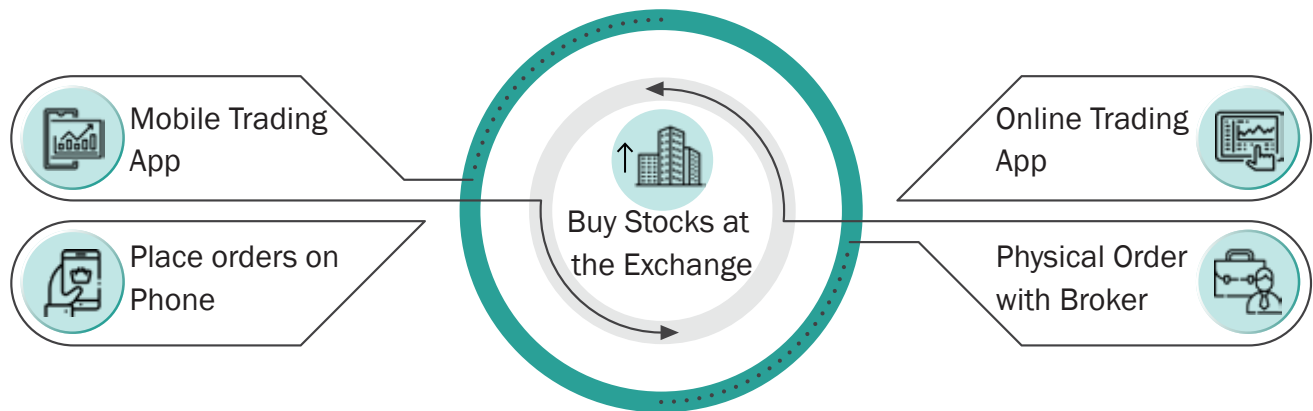 Mobile Trading
App
Place orders on
Phone
Buy Stocks at
the Exchange
Online Trading
App
Physical Order
with Broker